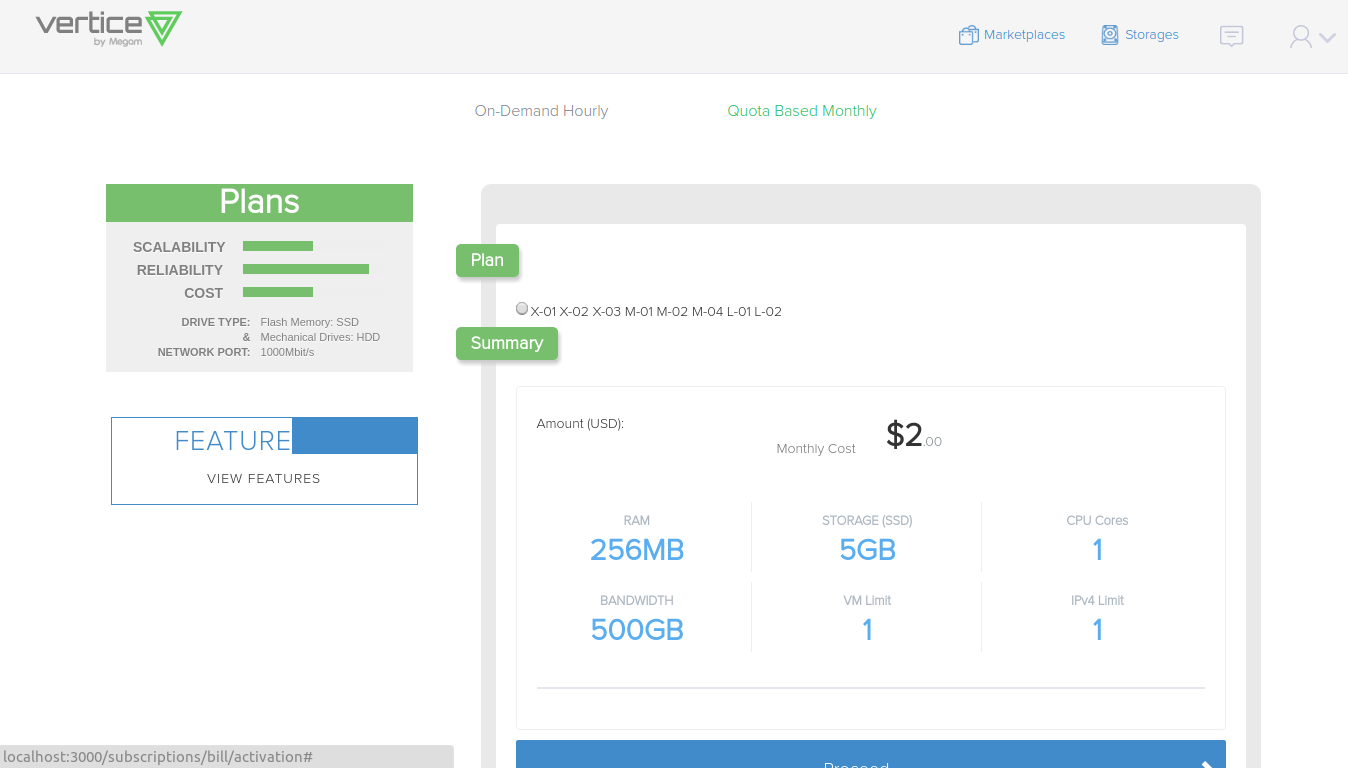 vertice
by Megam
Marketplaces
Storages
On-Demand Hourly
Quota Based Monthly
Plans
SCALABILITY
RELIABILITY
COST
DRIVE TYPE: Flash Memory: SSD
& Mechanical Drives: HDD
NETWORK PORT: 1000Mbit/s
FEATURE
VIEW FEATURES
Plan
X-01 X-02 X-03 M-01 M-02 M-04 L-01 L-02
Summary
Amount (USD):
Monthly Cost $2.00
RAM STORAGE (SSD) CPU Cores
256MB 5GB 1
BANDWIDTH VM Limit IPv4 Limit
500GB 1 1
Proceed
localhost:3000/subscriptions/bill/activation#